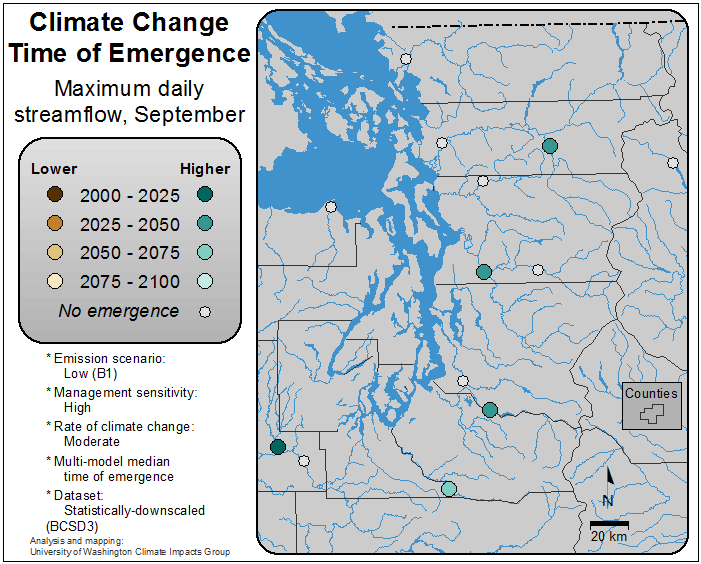 Climate Change
Time of Emergence
Maximum daily
streamflow, September
Lower Higher
2000 - 2025
2025 - 2050
2050 - 2075
2075 - 2100
No emergence
* Emission scenario:
Low (B1)
* Management sensitivity:
High
* Rate of climate change:
Moderate
* Multi-model median
time of emergence
* Dataset:
Statistically-downscaled
(BCSD3)
Analysis and mapping:
University of Washington Climate Impacts Group
Counties
N
20 km